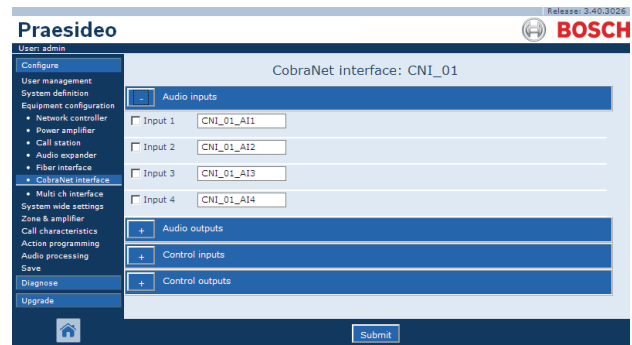 Release: 3.40.3026
Praesideo
BOSCH
User: admin
Configure
User management
System definition
Equipment configuration
• Network controller
• Power amplifier
• Call station
• Audio expander
• Fiber interface
• CobraNet interface
• Multi ch interface
System wide settings
Zone & amplifier
Call characteristics
Action programming
Audio processing
Save
Diagnose
Upgrade
CobraNet interface: CNI_01
- Audio inputs
Input 1 CNI_01_AI1
Input 2 CNI_01_AI2
Input 3 CNI_01_AI3
Input 4 CNI_01_AI4
+ Audio outputs
+ Control inputs
+ Control outputs
Submit